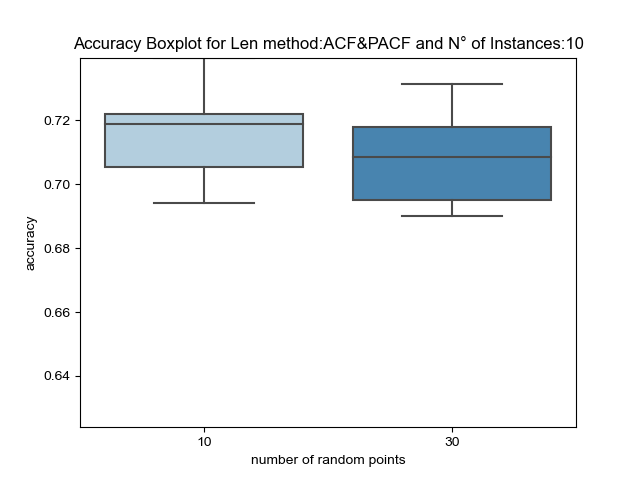 Accuracy Boxplot for Len method:ACF&PACF and N° of Instances:10
0.72
0.70
0.68
0.66
0.64
accuracy
10 30
number of random points